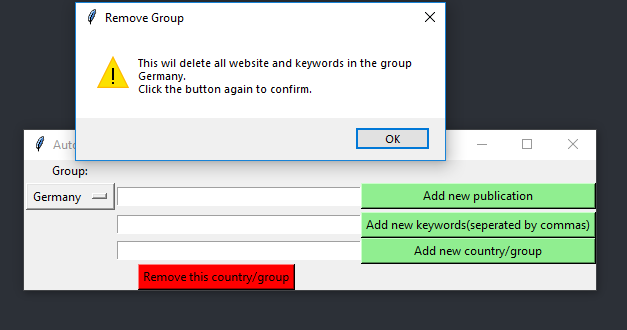 Remove Group
This wil delete all website and keywords in the group
Germany.
Click the button again to confirm.
OK
Auto
Group:
Germany
Add new publication
Add new keywords(seperated by commas)
Add new country/group
Remove this country/group